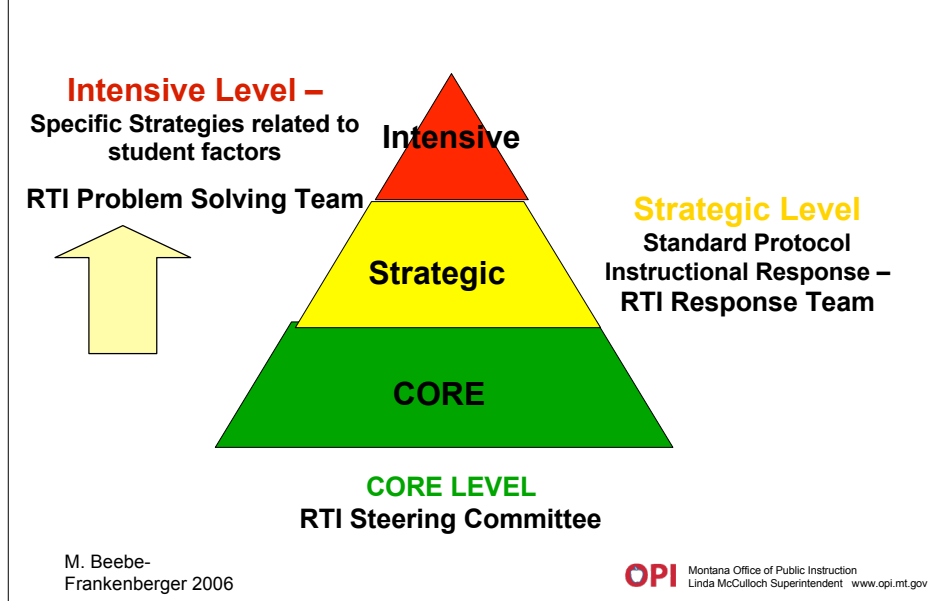 Intensive Level –
Specific Strategies related to
student factors
RTI Problem Solving Team
Intensive
Strategic
CORE
Strategic Level
Standard Protocol
Instructional Response –
RTI Response Team
CORE LEVEL
RTI Steering Committee
M. Beebe-
Frankenberger 2006
OPI
Montana Office of Public Instruction
Linda McCulloch Superintendent www.opi.mt.gov